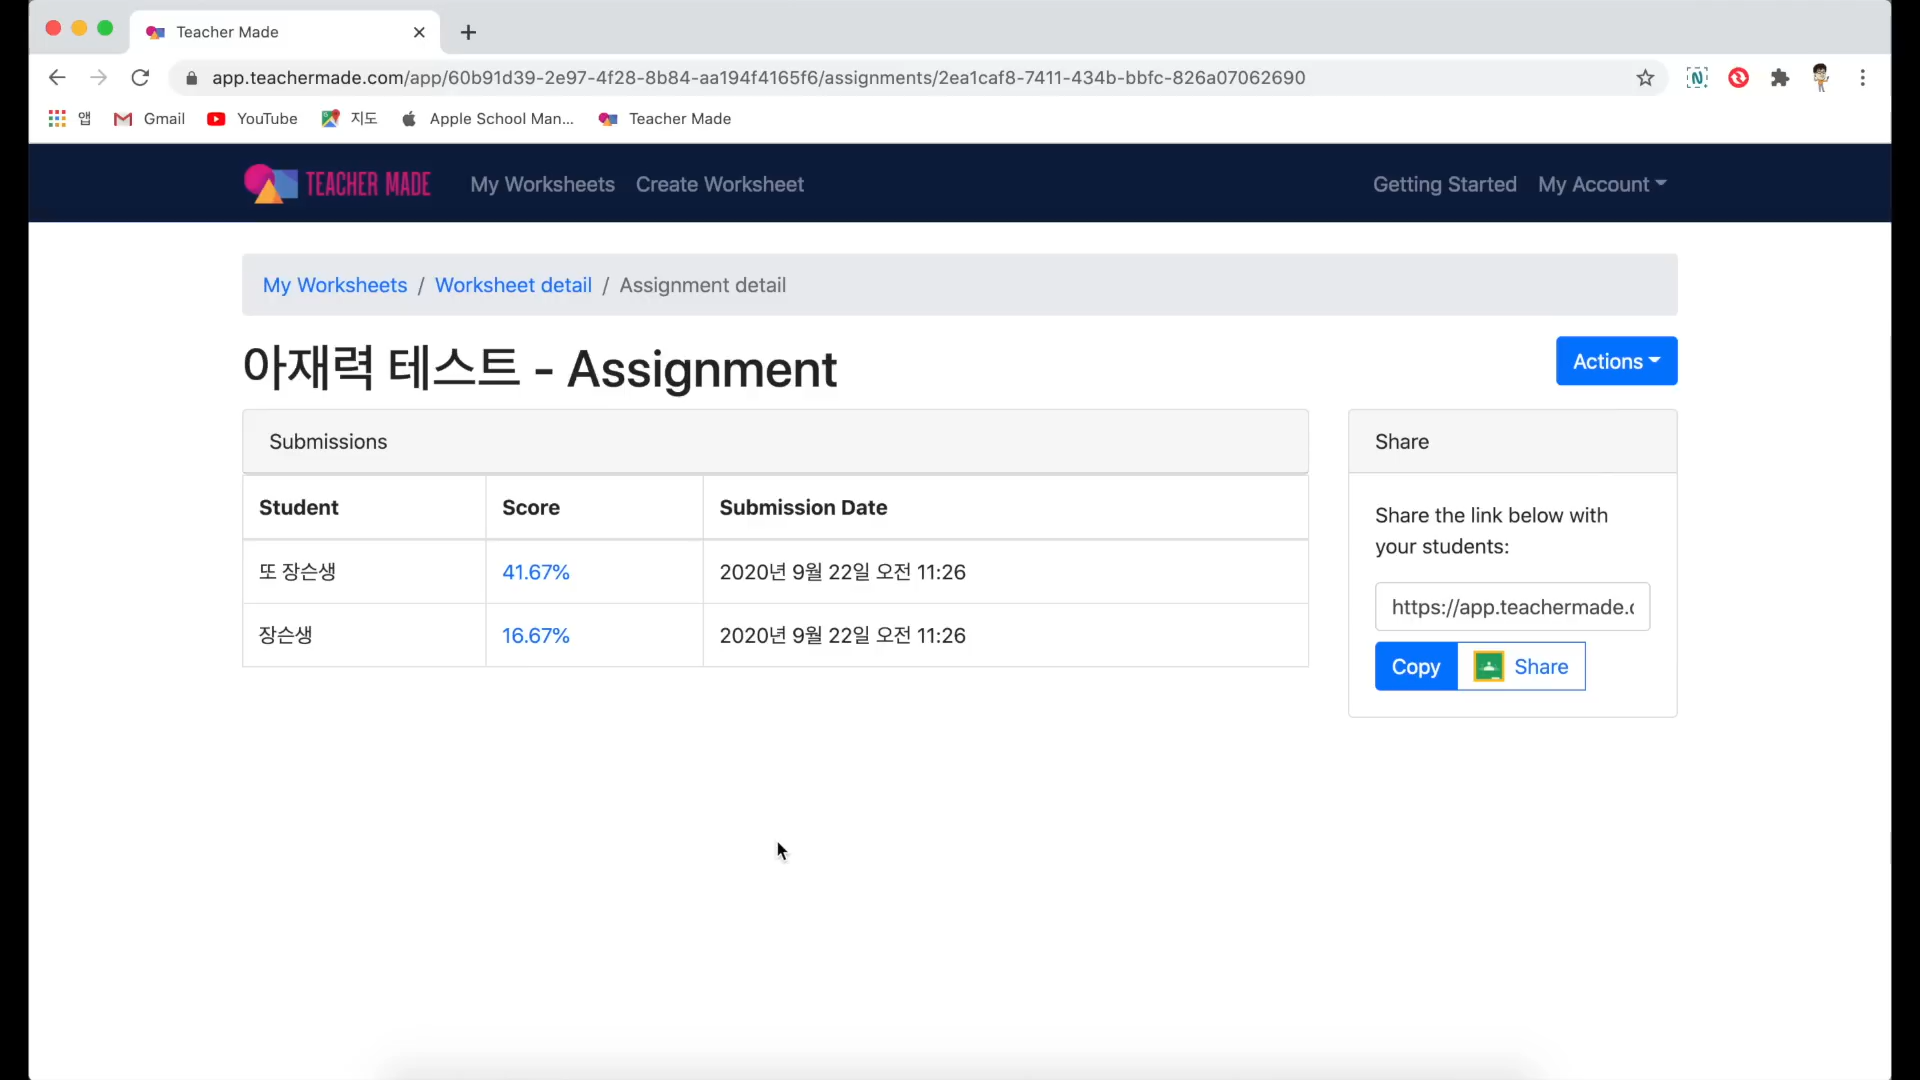 Teacher Made
app.teachermade.com/app/60b91d39-2e97-4f28-8b84-aa194f4165f6/assignments/2ea1caf8-7411-434b-bbfc-826a07062690
앱 Gmail YouTube 지도 Apple School Man... Teacher Made
TEACHER MADE My Worksheets Create Worksheet Getting Started My Account
My Worksheets / Worksheet detail / Assignment detail
아재력 테스트 - Assignment
Actions
Submissions
Student Score Submission Date
또 장슨생 41.67% 2020년 9월 22일 오전 11:26
장슨생 16.67% 2020년 9월 22일 오전 11:26
Share
Share the link below with
your students:
https://app.teachermade.c
Copy Share